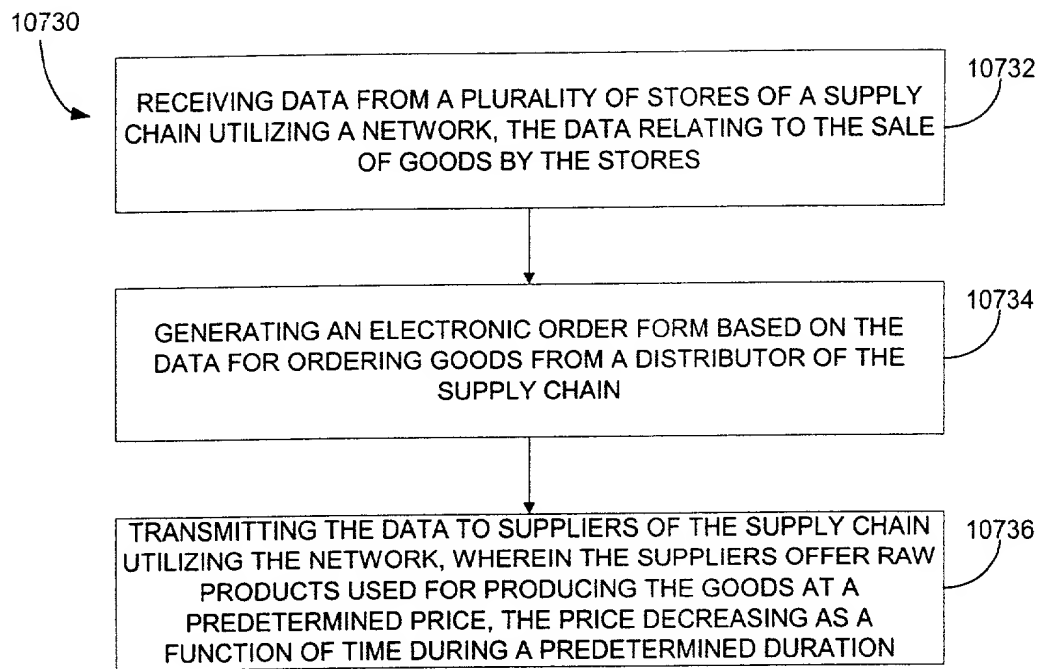 10730
10732
RECEIVING DATA FROM A PLURALITY OF STORES OF A SUPPLY
CHAIN UTILIZING A NETWORK, THE DATA RELATING TO THE SALE
OF GOODS BY THE STORES
10734
GENERATING AN ELECTRONIC ORDER FORM BASED ON THE
DATA FOR ORDERING GOODS FROM A DISTRIBUTOR OF THE
SUPPLY CHAIN
10736
TRANSMITTING THE DATA TO SUPPLIERS OF THE SUPPLY CHAIN
UTILIZING THE NETWORK, WHEREIN THE SUPPLIERS OFFER RAW
PRODUCTS USED FOR PRODUCING THE GOODS AT A
PREDETERMINED PRICE, THE PRICE DECREASING AS A
FUNCTION OF TIME DURING A PREDETERMINED DURATION